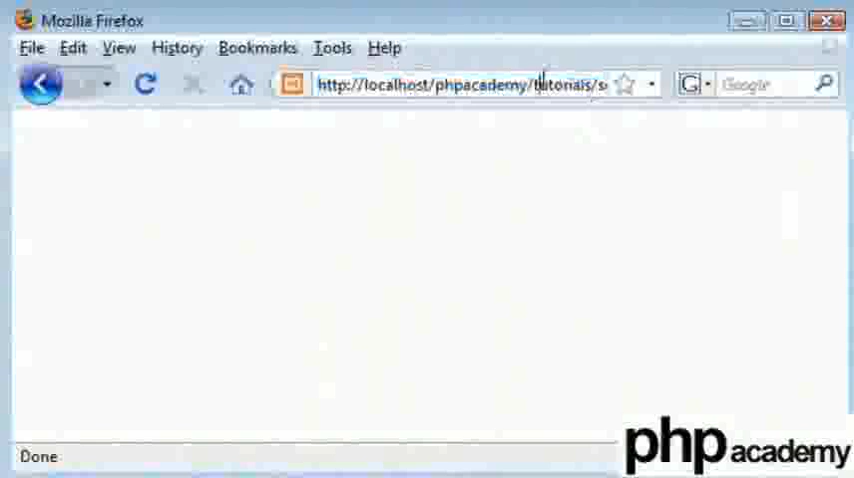 Mozilla Firefox
File Edit View History Bookmarks Tools Help
http://localhost/phpacademy/tutorials/s G Google
Done
php academy